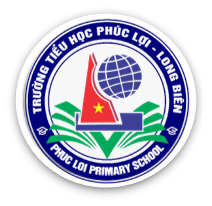 TRƯỜNG TIỂU HỌC PHÚC LỢI - LONG BIÊN
PHUC LOI PRIMARY SCHOOL